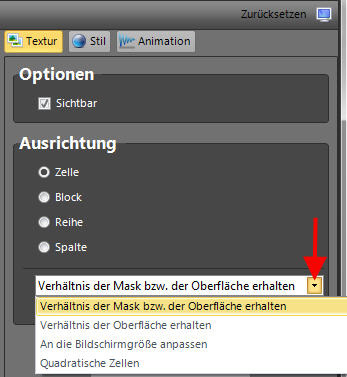 Zurücksetzen
Textur Stil Animation
Optionen
Sichtbar
Ausrichtung
Zelle
Block
Reihe
Spalte
Verhältnis der Mask bzw. der Oberfläche erhalten
Verhältnis der Mask bzw. der Oberfläche erhalten
Verhältnis der Oberfläche erhalten
An die Bildschirmgröße anpassen
Quadratische Zellen